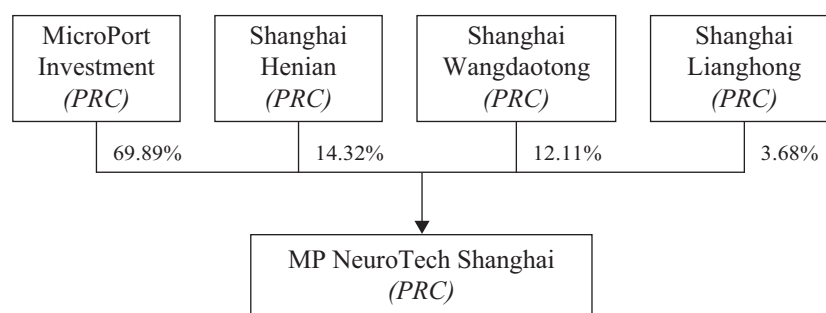 MicroPort
Investment
(PRC)
Shanghai
Henian
(PRC)
Shanghai
Wangdaotong
(PRC)
Shanghai
Lianghong
(PRC)
69.89%
14.32%
12.11%
3.68%
MP NeuroTech Shanghai
(PRC)